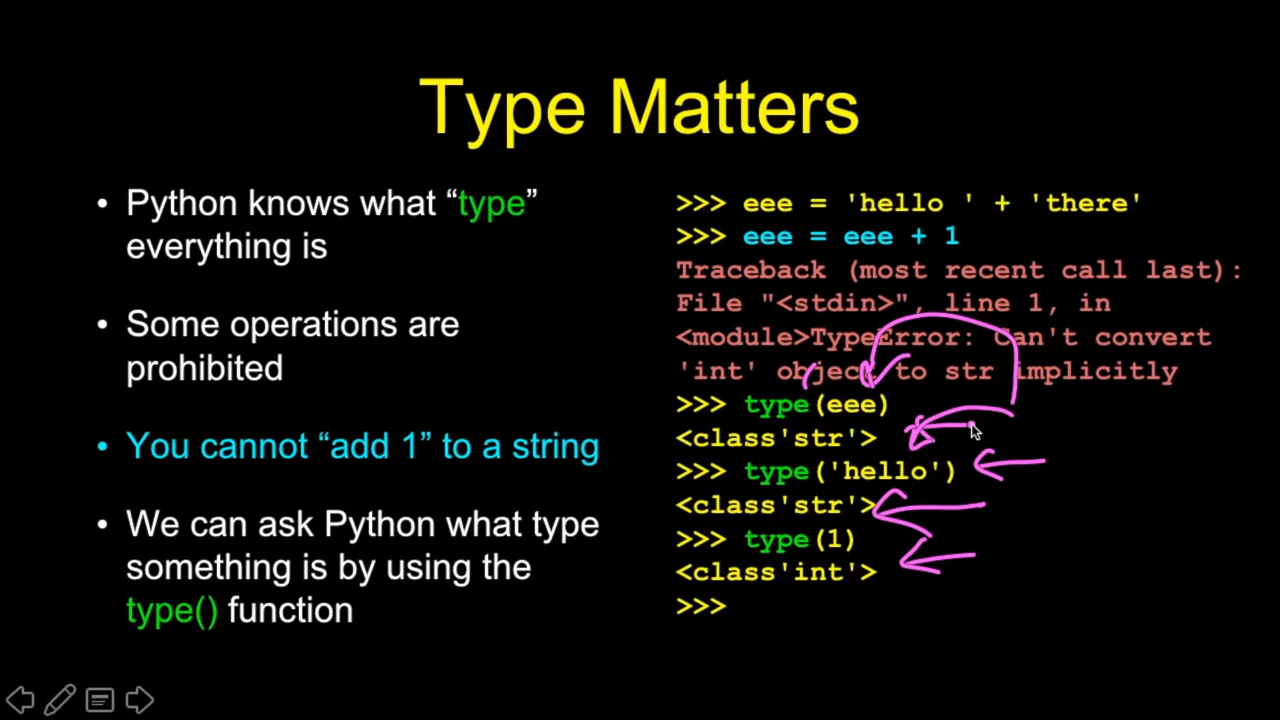 Type Matters
• Python knows what “type”
everything is
• Some operations are
prohibited
• You cannot “add 1” to a string
• We can ask Python what type
something is by using the
type() function
>>> eee = 'hello ' + 'there'
>>> eee = eee + 1
Traceback (most recent call last):
File "<stdin>", line 1, in
<module>TypeError: Can't convert
'int' object to str implicitly
>>> type(eee)
<class'str'>
>>> type('hello')
<class'str'>
>>> type(1)
<class'int'>
>>>